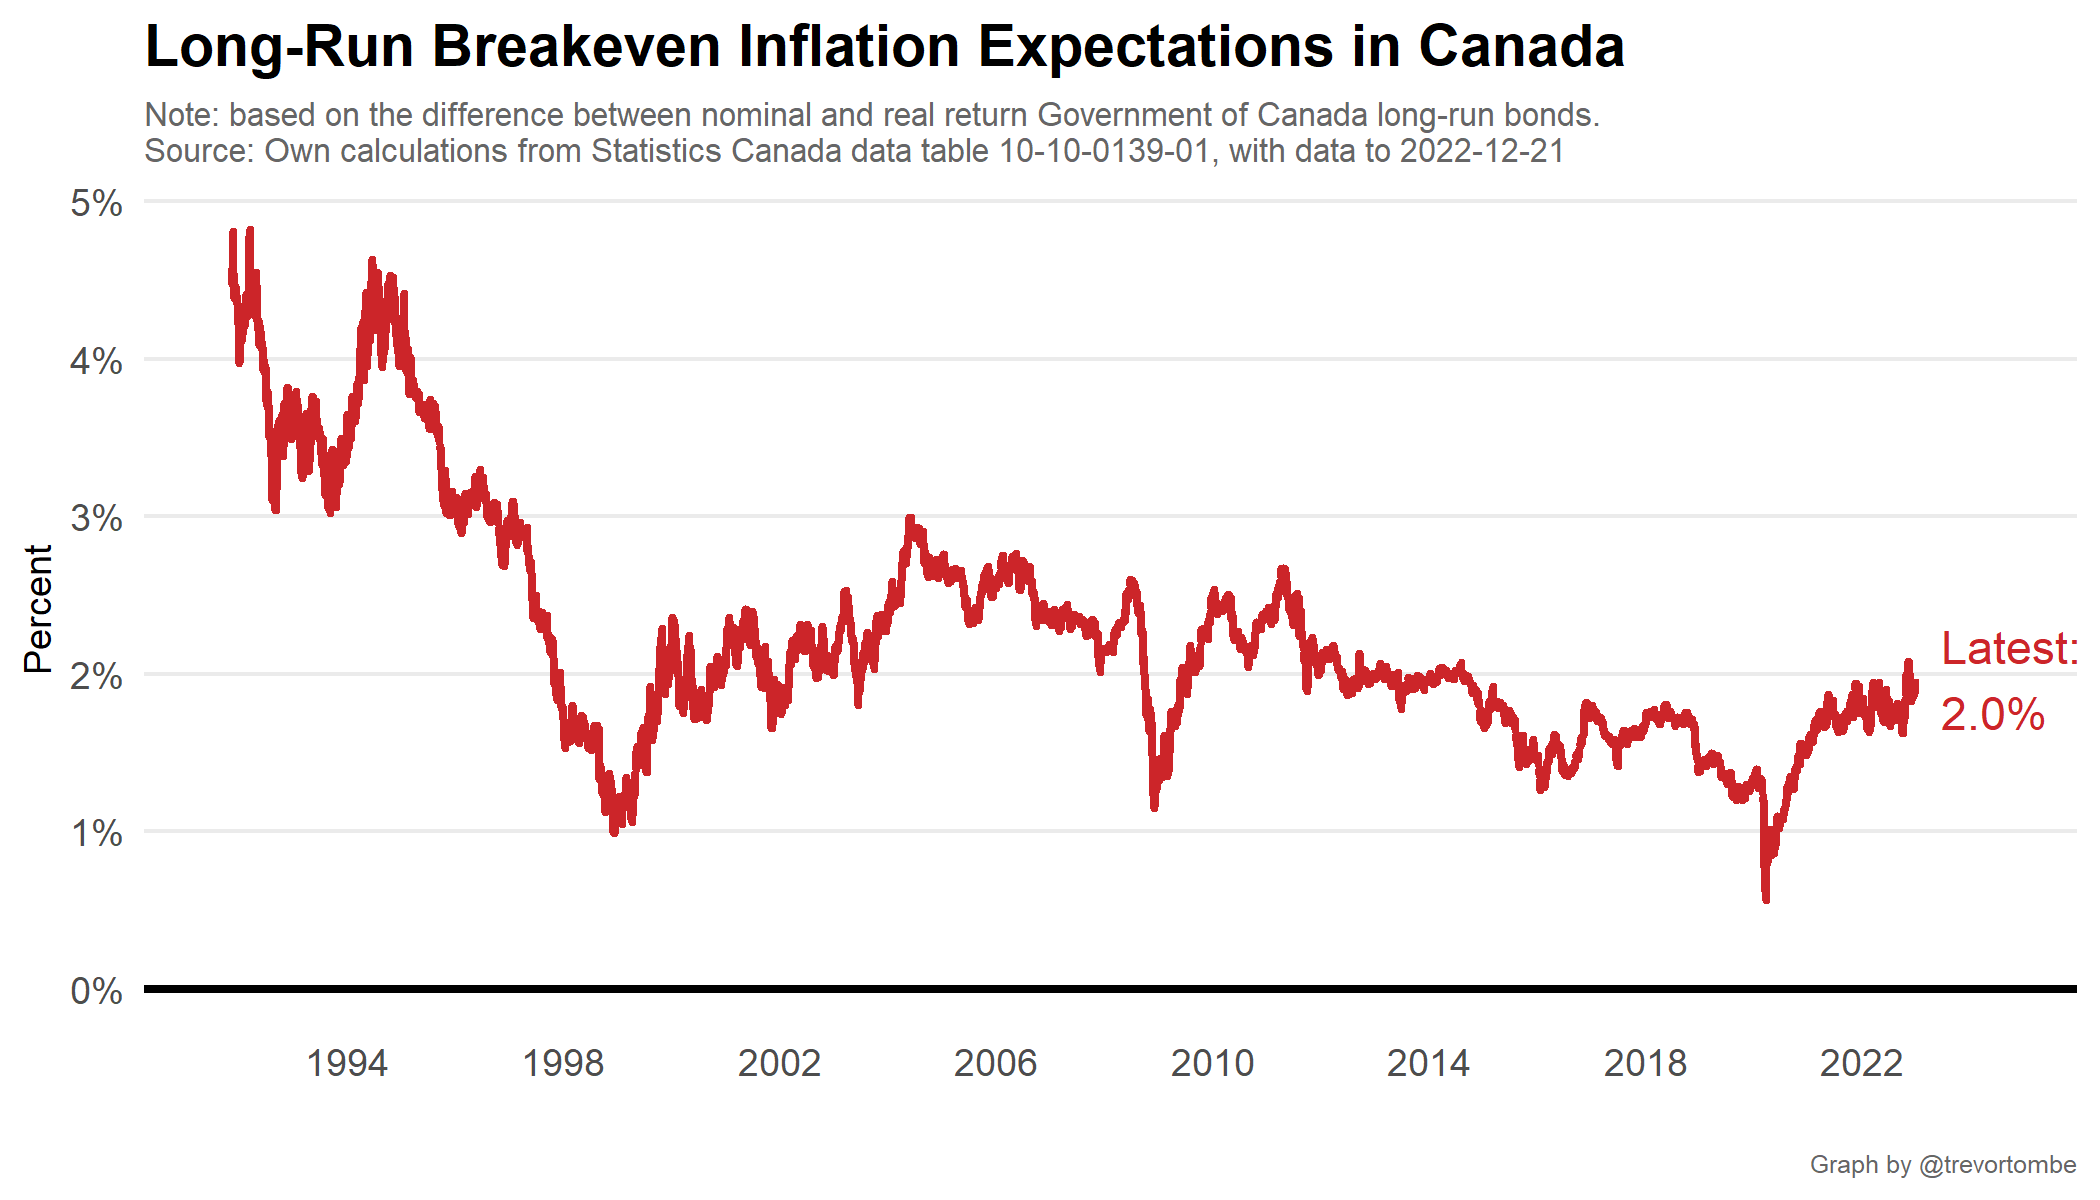 Long-Run Breakeven Inflation Expectations in Canada
Note: based on the difference between nominal and real return Government of Canada long-run bonds.
Source: Own calculations from Statistics Canada data table 10-10-0139-01, with data to 2022-12-21
5%
4%
3%
2%
1%
0%
Percent
Latest:
2.0%
1994
1998
2002
2006
2010
2014
2018
2022
Graph by @trevortombe